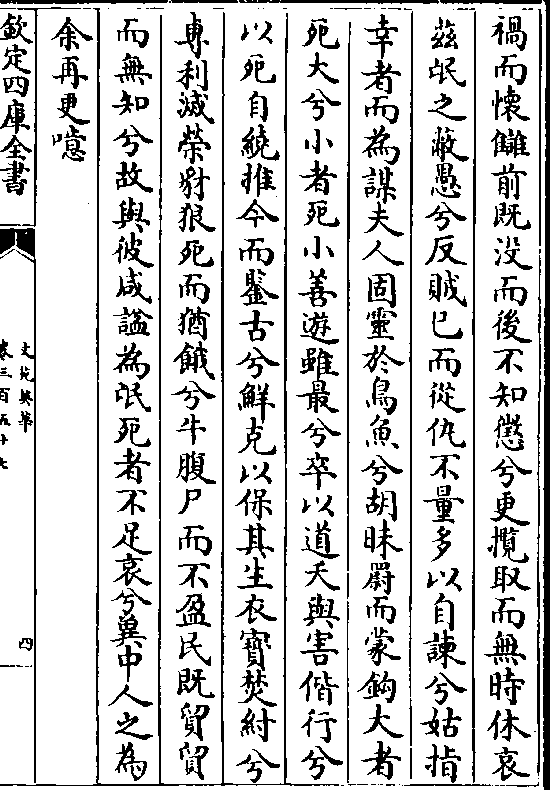 禍而懷讎前既没而後不知懲兮更攬取而無時休哀
茲氓之蔽愚兮反賊已而從仇不量多以自諫兮姑指
幸者而為謀夫人固靈於鳥魚兮胡昧罻而蒙鈎大者
死大兮小者死小善遊雖最兮卒以道夭與害偕行兮
以死自繞推今而鑒古兮鮮克以保其生衣寶焚紂兮
專利滅榮豺狼死而猶餓兮牛腹尸而不盈民既貿貿
而無知兮故與彼咸謚為氓死者不足哀兮冀中人之為
余再更噫
欽定四庫全書
文苑英華
卷三百五十七
四